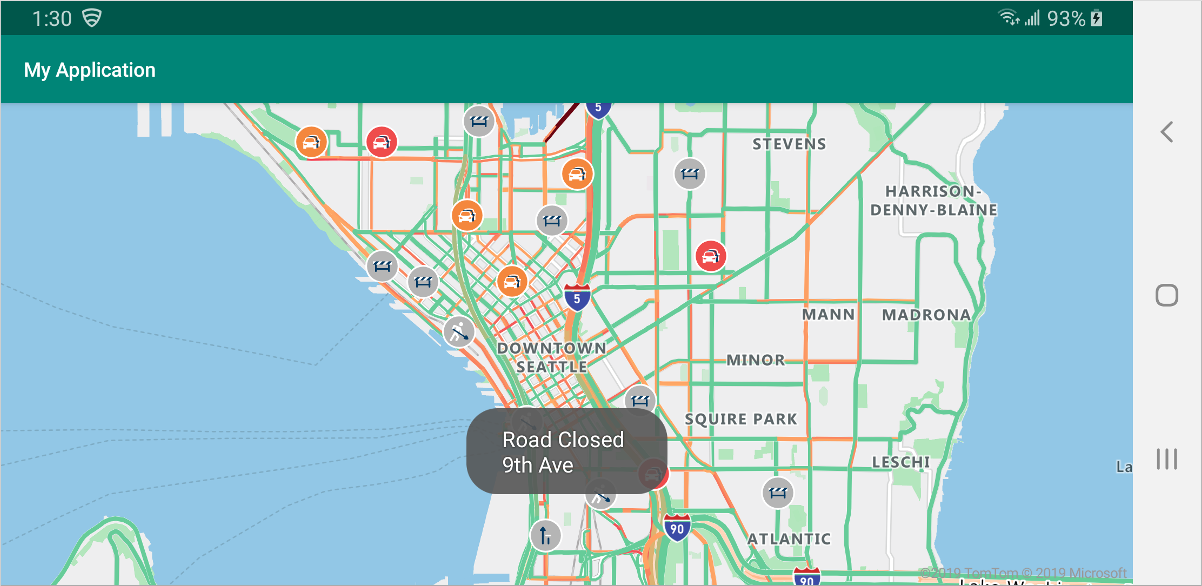 1:30
93%
My Application
5
STEVENS
HARRISON-
DENNY-BLAINE
5
MANN
MADRONA
DOWNTOWN
SEATTLE
MINOR
SQUIRE PARK
Road Closed
9th Ave
LESCHI
La
90
ATLANTIC
©2019 TomTom © 2019 Microsoft
90